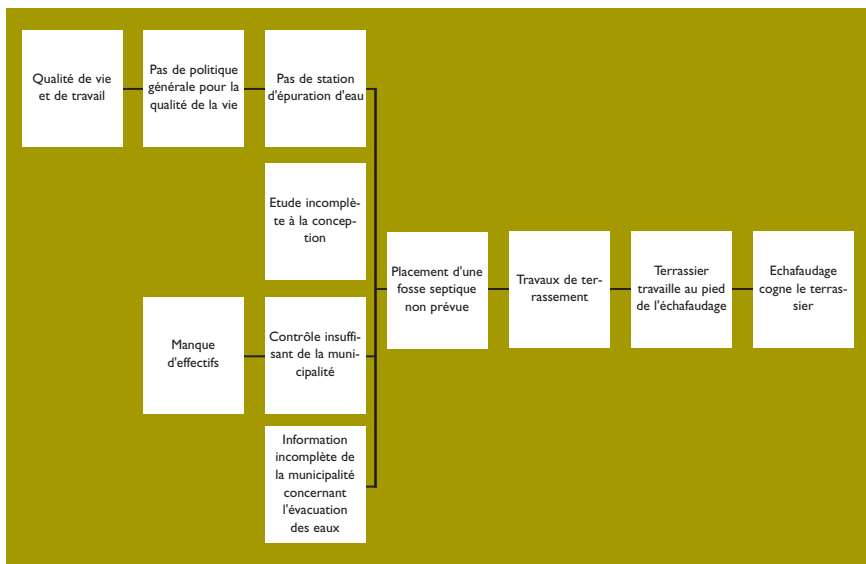 Qualité de vie
et de travail
Pas de politique
générale pour la
qualité de la vie
Pas de station
d'épuration d'eau
Etude incomplè-
te à la concep-
tion
Manque
d'effectifs
Contrôle insuffi-
sant de la muni-
cipalité
Information
incomplète de
la municipalité
concernant
l'évacuation
des eaux
Placement d'une
fosse septique
non prévue
Travaux de ter-
rassement
Terrassier
travaille au pied
de l'échafaudage
Echafaudage
cogne le terras-
sier